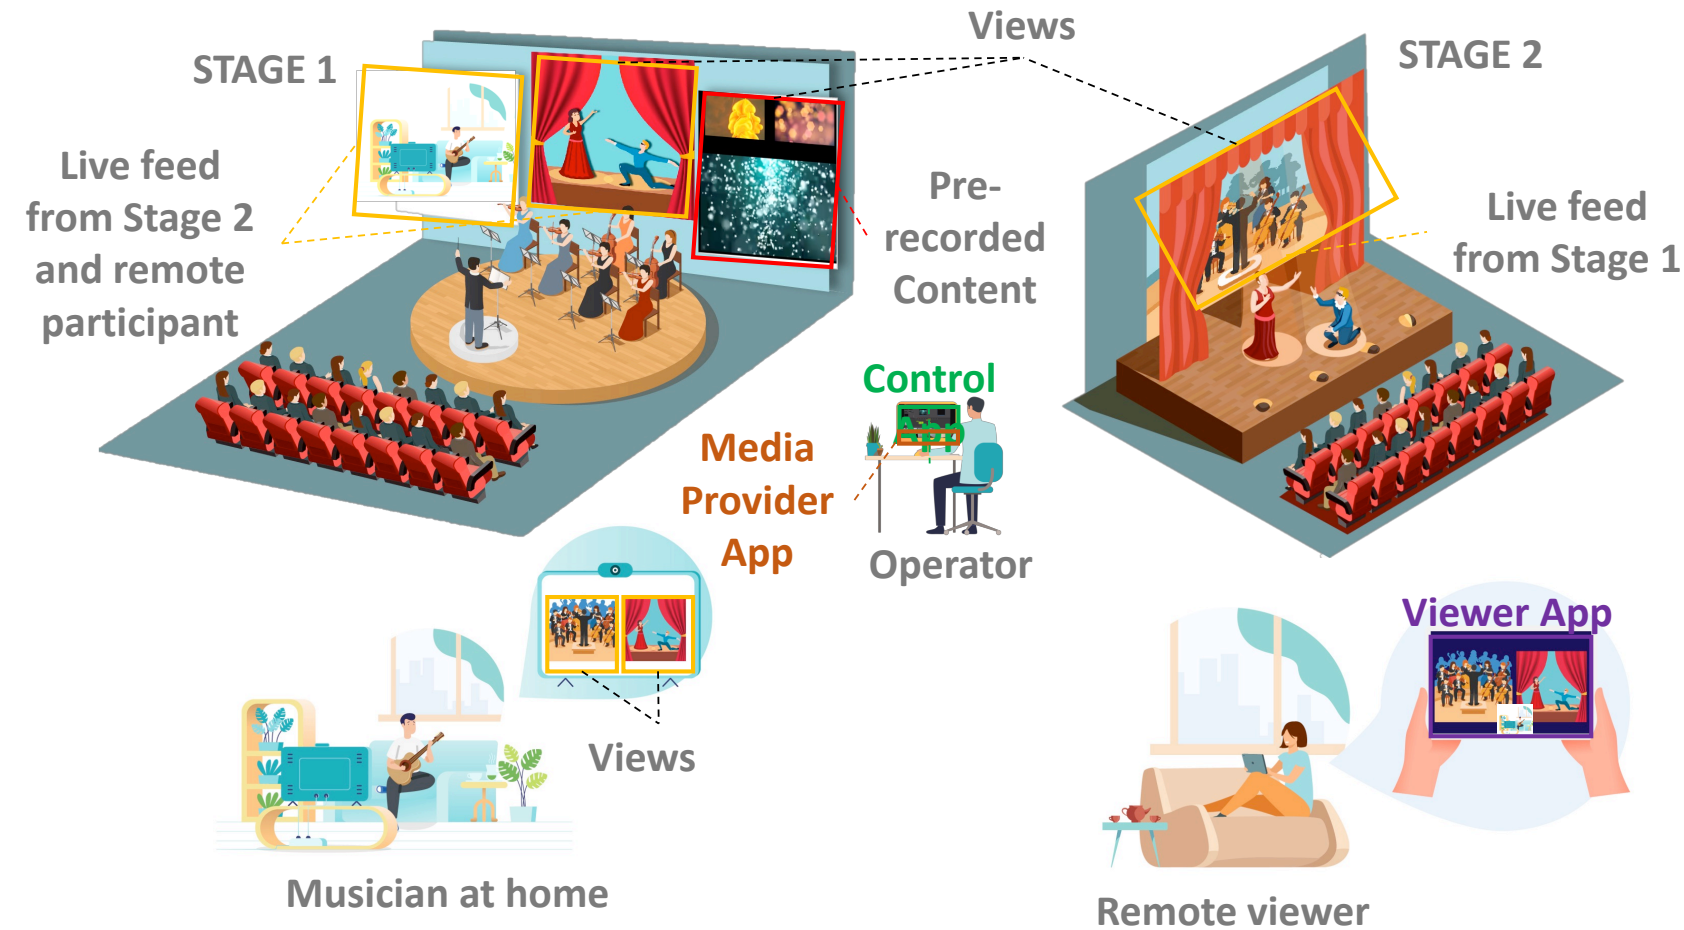 Views
STAGE 1
STAGE 2
Live feed
from Stage 2
and remote
participant
Pre-
recorded
Content
Live feed
from Stage 1
Control
App
Media
Provider
App
Operator
Viewer App
Views
Musician at home
Remote viewer